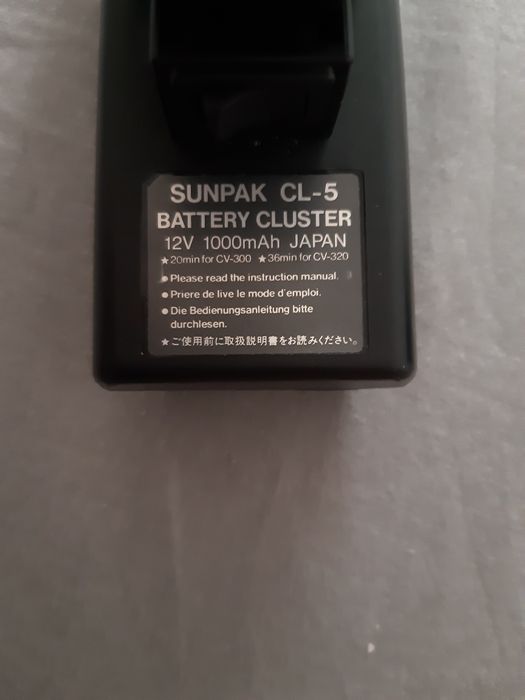 SUNPAK CL-5
BATTERY CLUSTER
12V 1000mAh JAPAN
★20min for CV-300 ★36min for CV-320
●Please read the instruction manual.
●Priere de live le mode d'emploi.
●Die Bedienungsanleitung bitte
durchlesen.
★ご使用前に取扱説明書をお読みください。